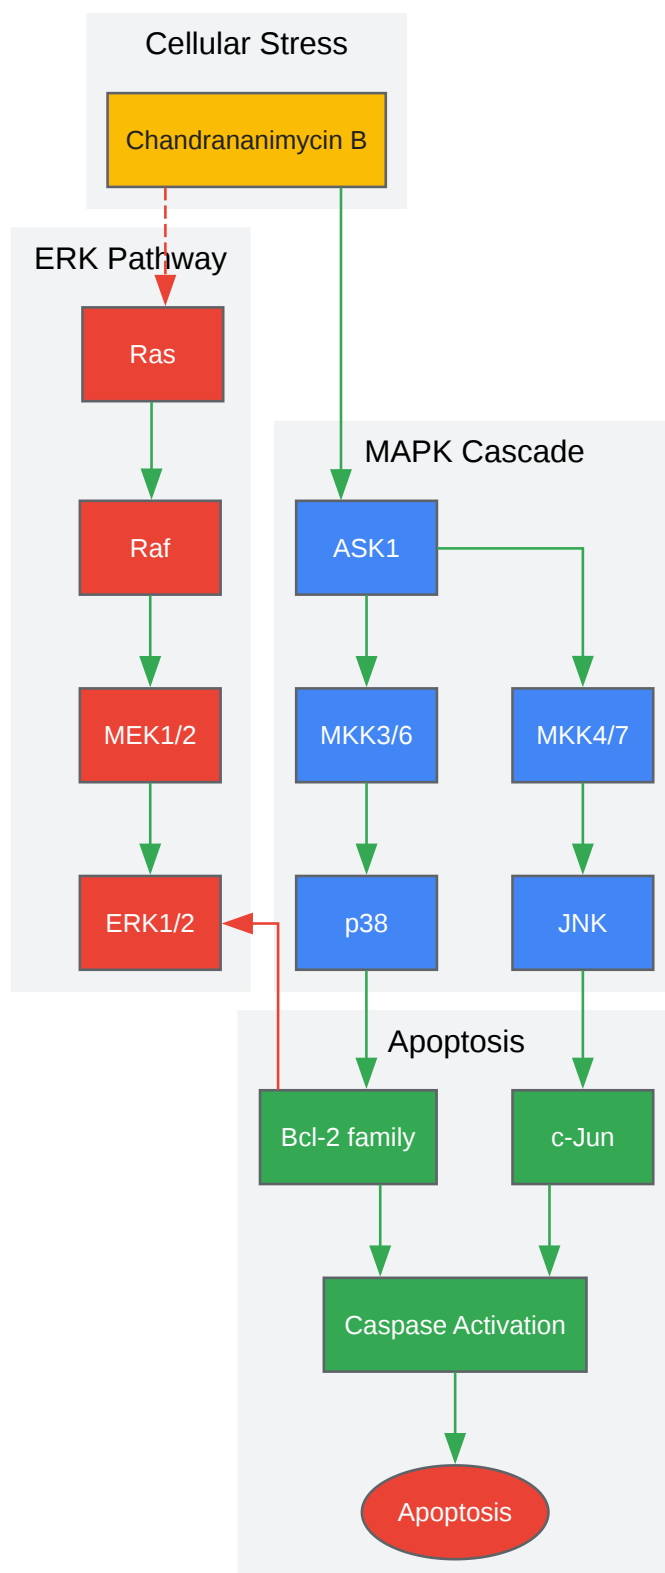 Cellular Stress
Chandrananimycin B
ERK Pathway
Ras
MAPK Cascade
Raf
ASK1
MEK1/2
MKK3/6
MKK4/7
ERK1/2
p38
JNK
Apoptosis
Bcl-2 family
c-Jun
Caspase Activation
Apoptosis